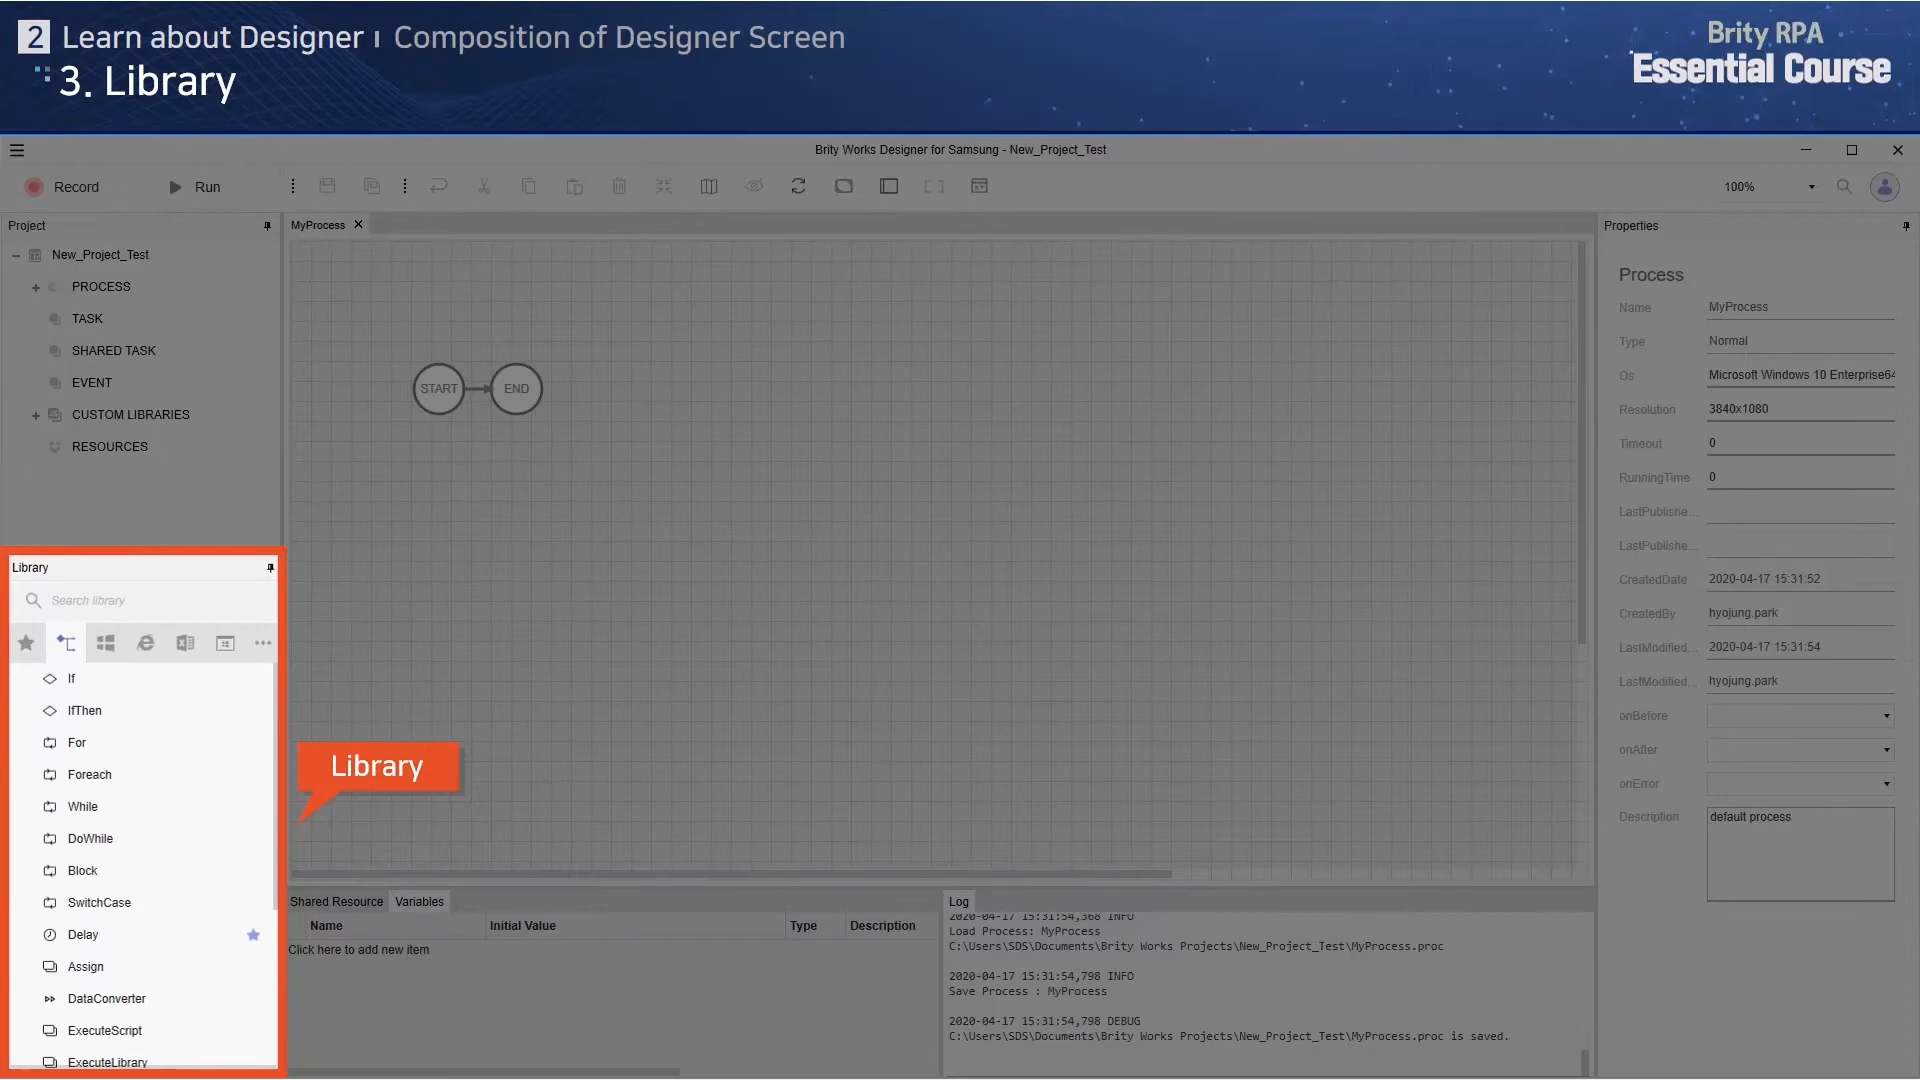 2 Learn about Designer ı Composition of Designer Screen
3. Library
Brity RPA
Essential Course
Brity Works Designer for Samsung - New_Project_Test
Record
Run
100%
Project
New_Project_Test
PROCESS
TASK
SHARED TASK
EVENT
CUSTOM LIBRARIES
RESOURCES
Library
Search library
If
IfThen
For
Foreach
While
DoWhile
Block
SwitchCase
Delay
Assign
DataConverter
ExecuteScript
ExecuteLibrary
MyProcess
START
END
Library
Shared Resource Variables
Name Initial Value Type Description
Click here to add new item
Log
2020-04-17 15:31:54,368 INFO
Load Process: MyProcess
C:\Users\SDS\Documents\Brity Works Projects\New_Project_Test\MyProcess.proc
2020-04-17 15:31:54,798 INFO
Save Process : MyProcess
2020-04-17 15:31:54,798 DEBUG
C:\Users\SDS\Documents\Brity Works Projects\New_Project_Test\MyProcess.proc is saved.
Properties
Process
Name MyProcess
Type Normal
Os Microsoft Windows 10 Enterprise64
Resolution 3840x1080
Timeout 0
RunningTime 0
LastPublishe...
LastPublishe...
CreatedDate 2020-04-17 15:31:52
CreatedBy hyojung.park
LastModified... 2020-04-17 15:31:54
LastModified... hyojung.park
onBefore
onAfter
onError
Description default process